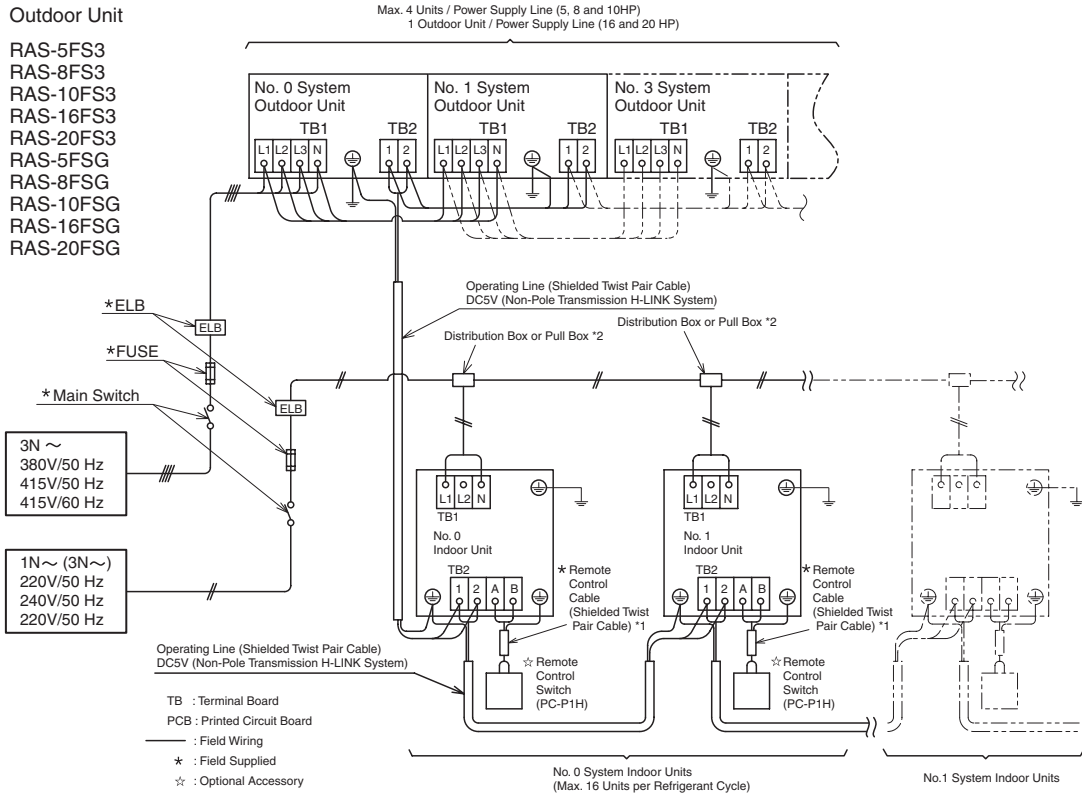 Outdoor Unit
RAS-5FS3
RAS-8FS3
RAS-10FS3
RAS-16FS3
RAS-20FS3
RAS-5FSG
RAS-8FSG
RAS-10FSG
RAS-16FSG
RAS-20FSG
Max. 4 Units / Power Supply Line (5, 8 and 10HP)
1 Outdoor Unit / Power Supply Line (16 and 20 HP)
No. 0 System
Outdoor Unit
TB1 TB2
L1 L2 L3 N 1 2
No. 1 System
Outdoor Unit
TB1 TB2
L1 L2 L3 N 1 2
No. 3 System
Outdoor Unit
TB1 TB2
L1 L2 L3 N 1 2
Operating Line (Shielded Twist Pair Cable)
DC5V (Non-Pole Transmission H-LINK System)
Distribution Box or Pull Box *2
Distribution Box or Pull Box *2
*ELB
ELB
*FUSE
ELB
*Main Switch
3N ~
380V/50 Hz
415V/50 Hz
415V/60 Hz
1N~ (3N~)
220V/50 Hz
240V/50 Hz
220V/50 Hz
L1 L2 N
TB1
No. 0
Indoor Unit
TB2
1 2 A B
* Remote
Control
Cable
(Shielded Twist
Pair Cable) *1
☆ Remote
Control
Switch
(PC-P1H)
L1 L2 N
TB1
No. 1
Indoor Unit
TB2
1 2 A B
* Remote
Control
Cable
(Shielded Twist
Pair Cable) *1
☆ Remote
Control
Switch
(PC-P1H)
Operating Line (Shielded Twist Pair Cable)
DC5V (Non-Pole Transmission H-LINK System)
TB : Terminal Board
PCB : Printed Circuit Board
: Field Wiring
* : Field Supplied
☆ : Optional Accessory
No. 0 System Indoor Units
(Max. 16 Units per Refrigerant Cycle)
No.1 System Indoor Units